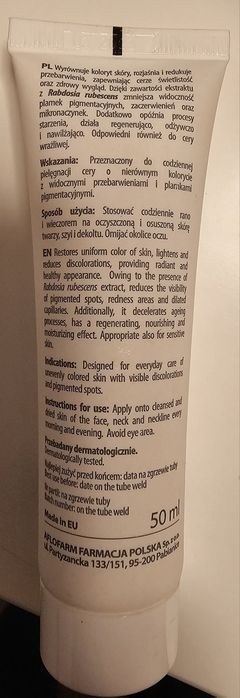 PL Wyrównuje koloryt skóry, rozjaśnia i redukuje
przebarwienia, zapewniając cerze świetlistość
oraz zdrowy wygląd. Dzięki zawartości ekstraktu
z Rabdosia rubescens zmniejsza widoczność
plamek pigmentacyjnych, zaczerwienień oraz
mikronaczynek. Dodatkowo opóźnia procesy
starzenia, działa regenerująco, odżywczo
i nawilżająco. Odpowiedni również do cery
wrażliwej.
Wskazania: Przeznaczony do codziennej
pielęgnacji cery o nierównym kolorycie
z widocznymi przebarwieniami i plamkami
pigmentacyjnymi.
Sposób użycia: Stosować codziennie rano
i wieczorem na oczyszczoną i osuszoną skórę
twarzy, szyi i dekoltu. Omijać okolice oczu.
EN Restores uniform color of skin, lightens and
reduces discolorations, providing radiant and
healthy appearance. Owing to the presence of
Rabdosia rubescens extract, reduces the visibility
of pigmented spots, redness areas and dilated
capillaries. Additionally, it decelerates ageing
processes, has a regenerating, nourishing and
moisturizing effect. Appropriate also for sensitive
skin.
Indications: Designed for everyday care of
unevenly colored skin with visible discolorations
and pigmented spots.
Instructions for use: Apply onto cleansed and
dried skin of the face, neck and neckline every
morning and evening. Avoid eye area.
Przebadany dermatologicznie.
Dermatologically tested.
Najlepiej zużyć przed końcem: data na zgrzewie tuby
Best use before: date on the tube weld
Nr partii: na zgrzewie tuby
Batch number: on the tube weld
Made in EU
50 ml
AFLOFARM FARMACJA POLSKA Sp. z o.o.
ul. Partyzancka 133/151, 95-200 Pabianice